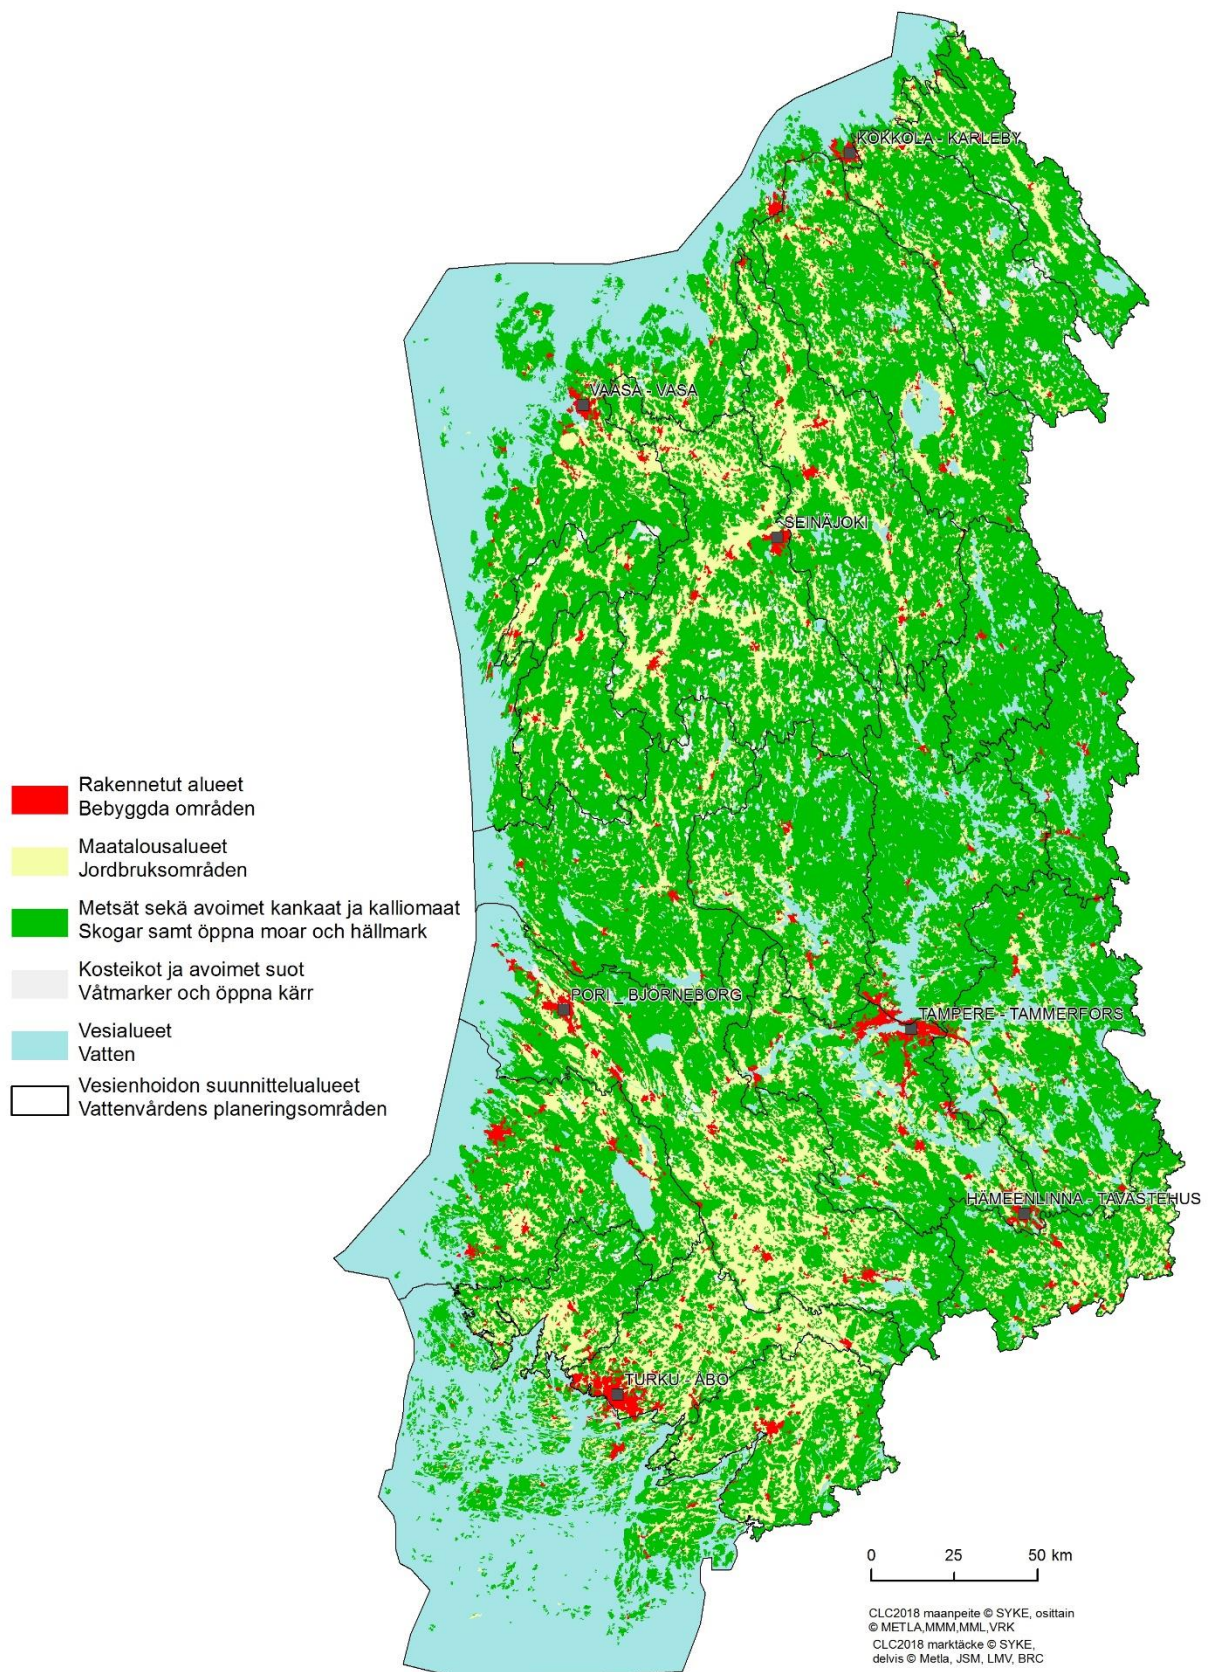 KOKKOLA - KARLEBY
VAASA - VASA
SEINÄJOKI
Rakennetut alueet
Bebyggda områden
Maatalousalueet
Jordbruksområden
Metsät sekä avoimet kankaat ja kalliomaat
Skogar samt öppna moar och hällmark
Kosteikot ja avoimet suot
Våtmarker och öppna kärr
Vesialueet
Vatten
Vesienhoidon suunnittelualueet
Vattenvårdens planeringsområden
PORI _ BJÖRNEBORG
TAMPERE - TAMMERFORS
HÄMEENLINNA - TAVASTEHUS
TURKU - ÅBO
0 25 50 km
CLC2018 maanpeite © SYKE, osittain
© METLA,MMM,MML,VRK
CLC2018 marktäcke © SYKE,
delvis © Metla, JSM, LMV, BRC